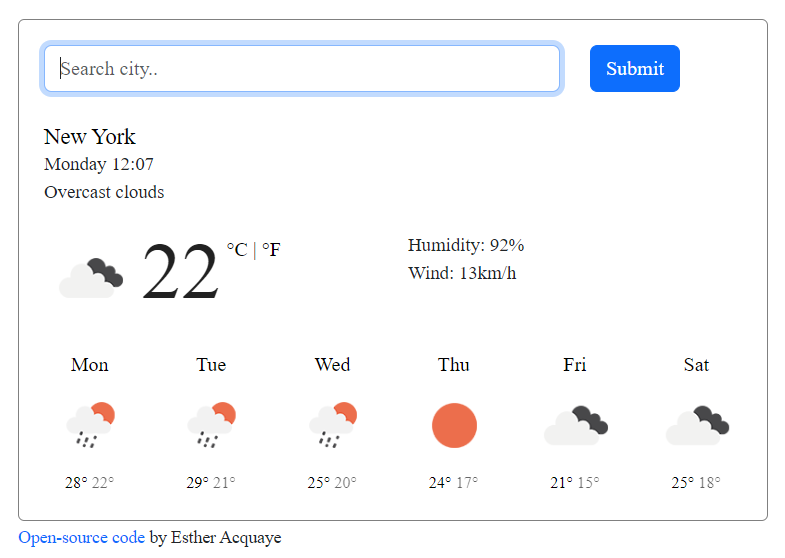 Search city..
Submit
New York
Monday 12:07
Overcast clouds
22 °C | °F
Humidity: 92%
Wind: 13km/h
Mon Tue Wed Thu Fri Sat
28° 22° 29° 21° 25° 20° 24° 17° 21° 15° 25° 18°
Open-source code by Esther Acquaye